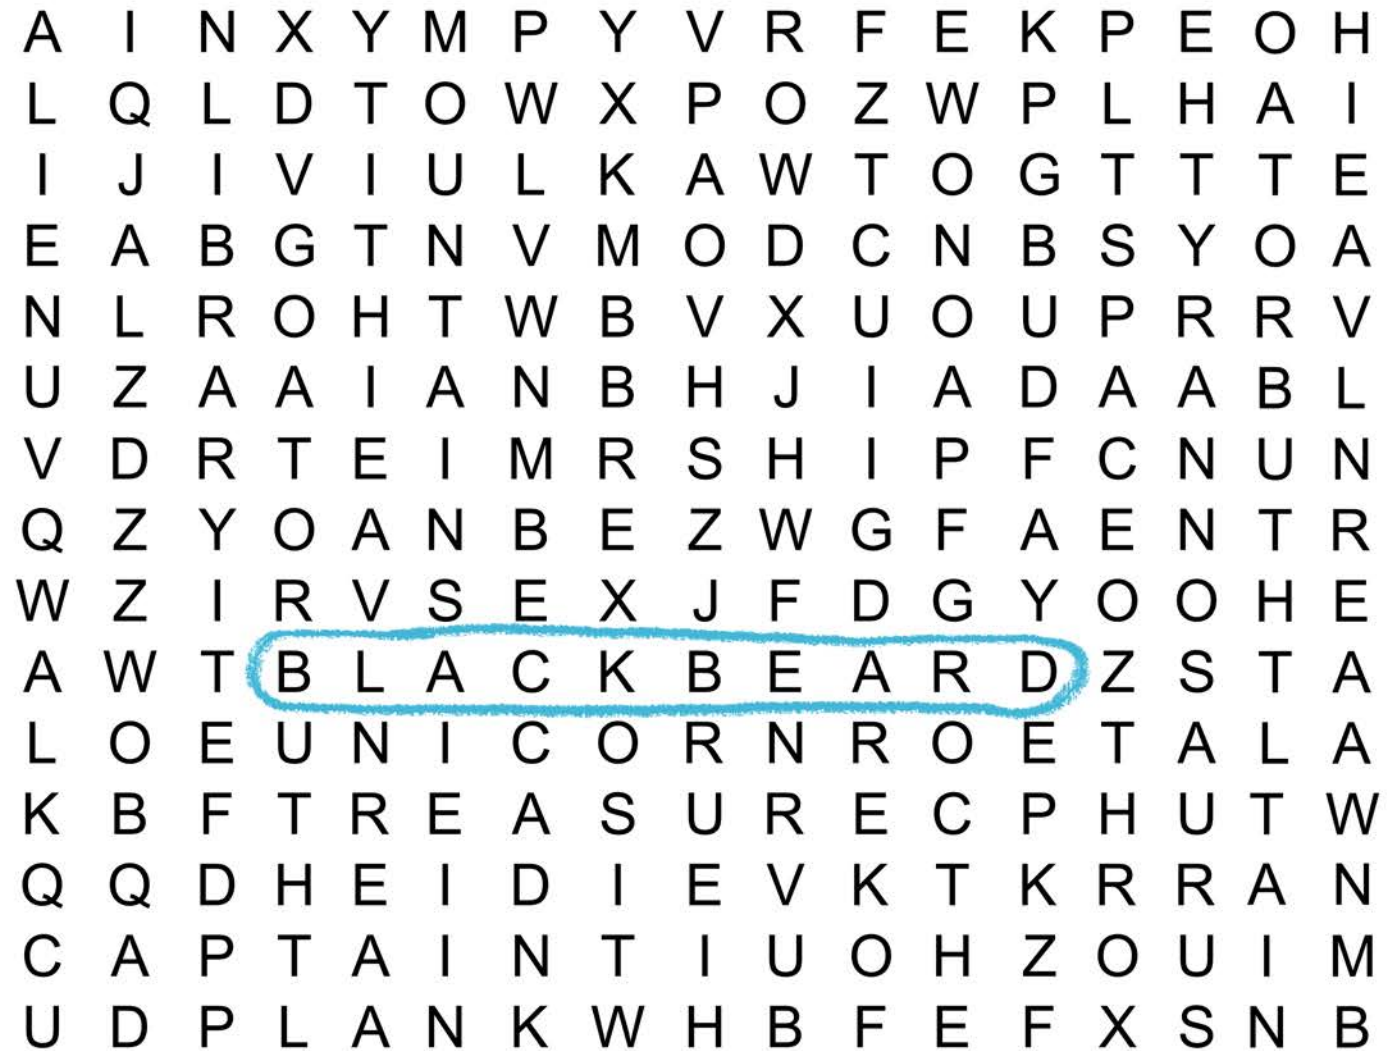 A I N X Y M P Y V R F E K P E O H
L Q L D T O W X P O Z W P L H A I
I J I V I U L K A W T O G T T T E
E A B G T N V M O D C N B S Y O A
N L R O H T W B V X U O U P R R V
U Z A A I A N B H J I A D A A B L
V D R T E I M R S H I P F C N U N
Q Z Y O A N B E Z W G F A E N T R
W Z I R V S E X J F D G Y O O H E
A W T B L A C K B E A R D Z S T A
L O E U N I C O R N R O E T A L A
K B F T R E A S U R E C P H U T W
Q Q D H E I D I E V K T K R R A N
C A P T A I N T I U O H Z O U I M
U D P L A N K W H B F E F X S N B